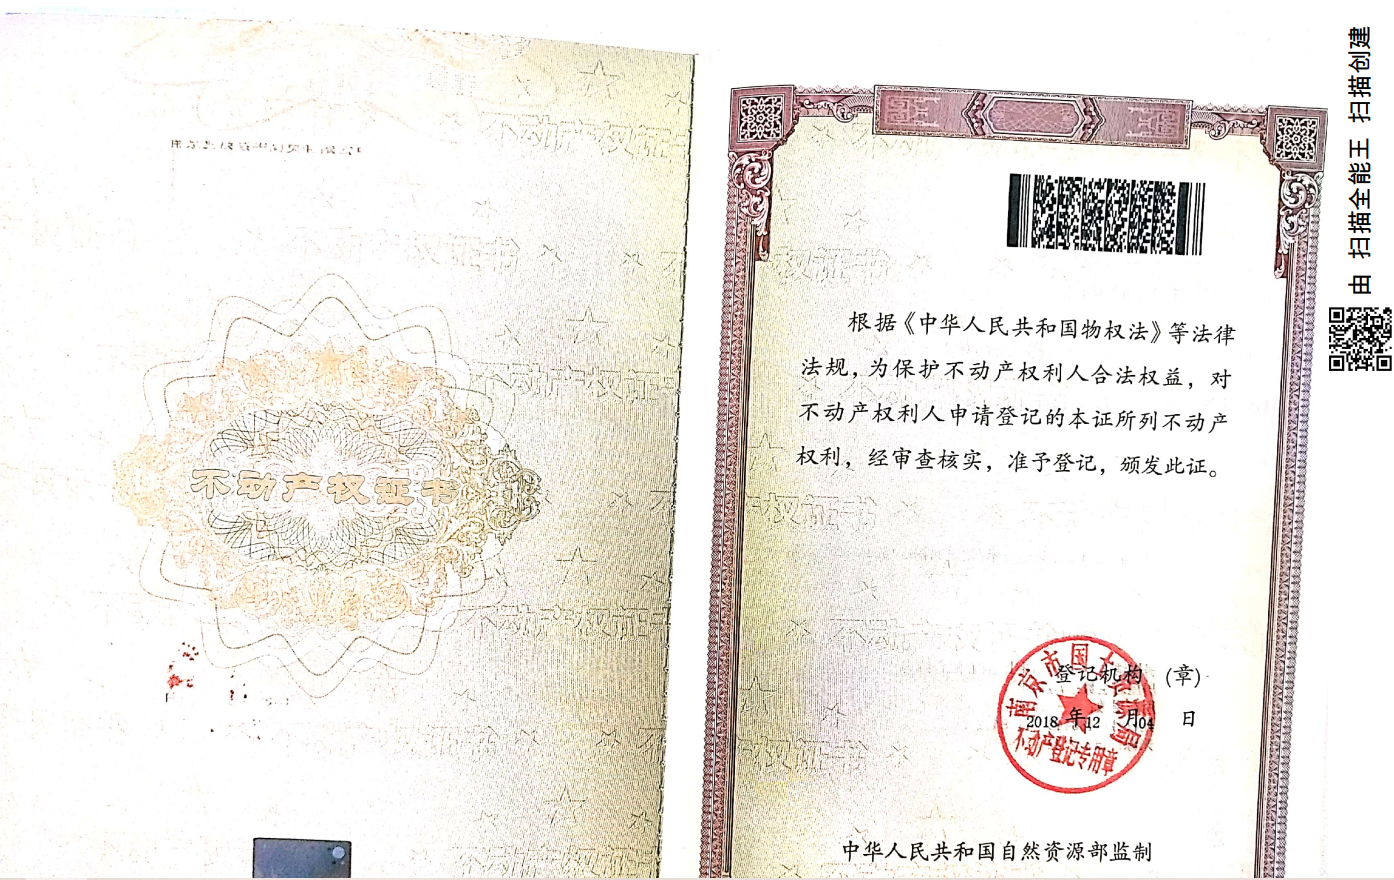 不动产权证书
根据《中华人民共和国物权法》等法律
法规，为保护不动产权利人合法权益，对
不动产权利人申请登记的本证所列不动产
权利，经审查核实，准予登记，颁发此证。
登记机构 (章)
2018 年 12 月 04 日
南京市国土资源局
不动产登记专用章
中华人民共和国自然资源部监制
由 扫描全能王 扫描创建